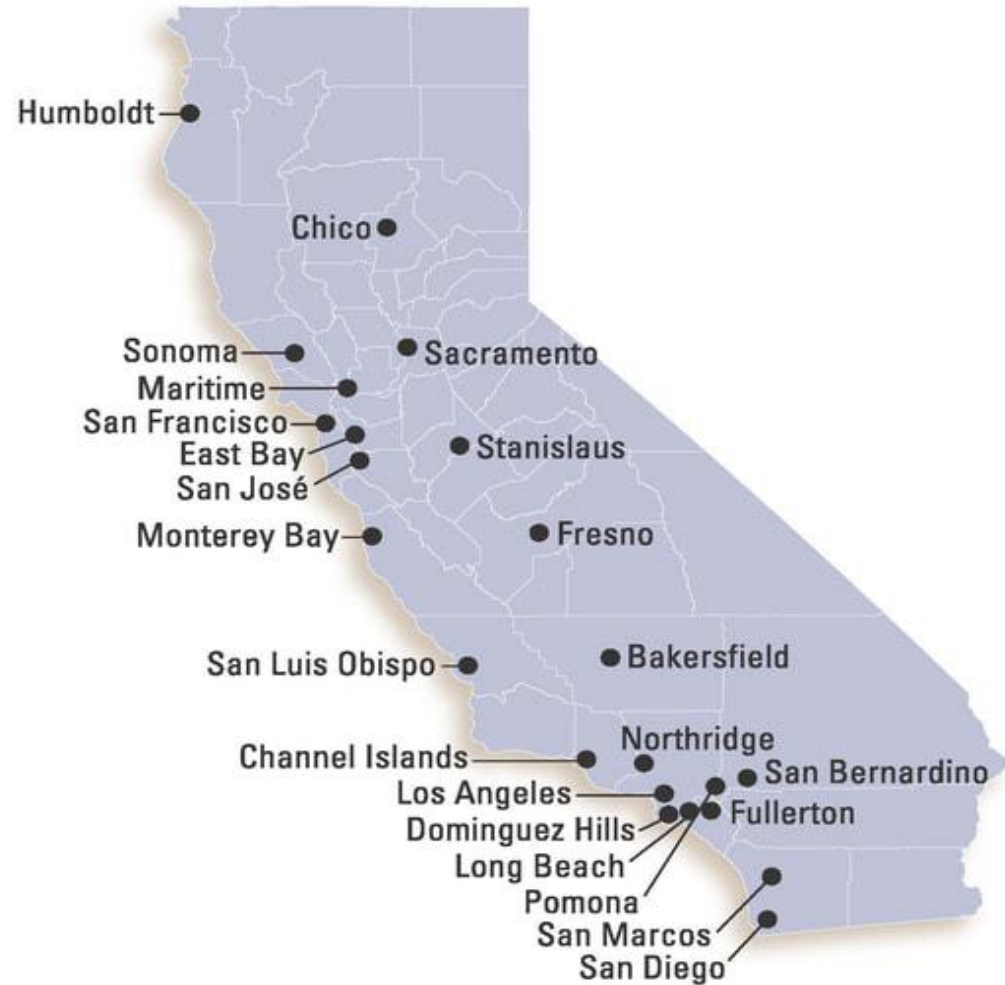 Humboldt
Chico
Sonoma
Sacramento
Maritime
San Francisco
East Bay
Stanislaus
San José
Monterey Bay
Fresno
San Luis Obispo
Bakersfield
Northridge
Channel Islands
San Bernardino
Los Angeles
Fullerton
Dominguez Hills
Long Beach
Pomona
San Marcos
San Diego